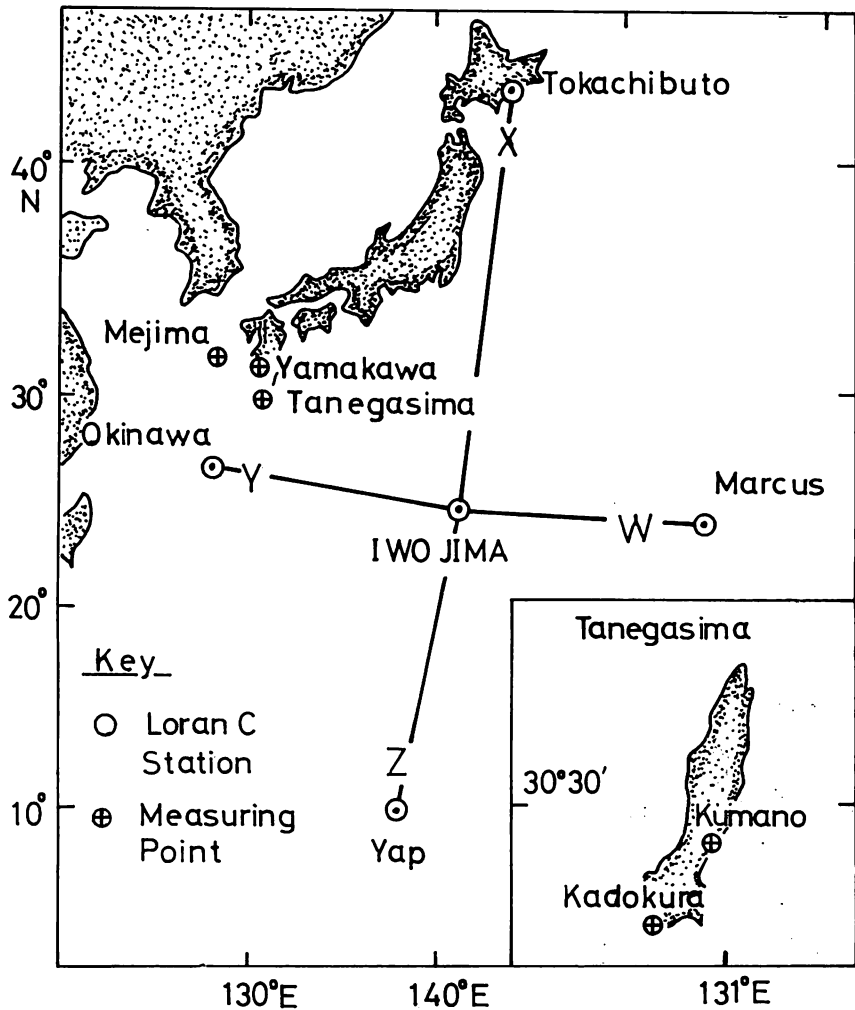 Tokachibuto
X
40°
N
Mejima
Yamakawa
30°
Tanegasima
Okinawa
Y
Marcus
W
IWO JIMA
20°
Tanegasima
Key
Loran C
Station
Z
30°30'
10°
Measuring
Point
Kumano
Yap
Kadokura
130°E
140°E
131°E